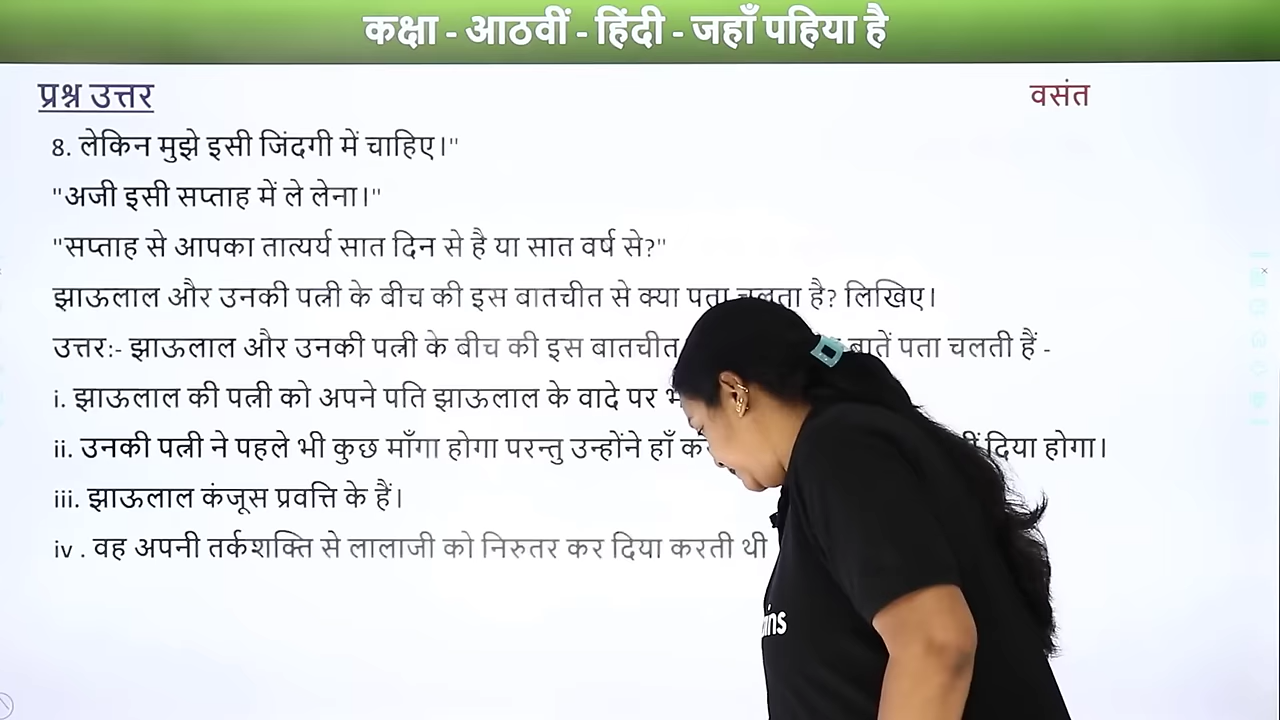 कक्षा - आठवीं - हिंदी - जहाँ पहिया है
प्रश्न उत्तर
वसंत
8. लेकिन मुझे इसी जिंदगी में चाहिए।"
"अजी इसी सप्ताह में ले लेना।"
"सप्ताह से आपका तात्पर्य सात दिन से है या सात वर्ष से?"
झाऊलाल और उनकी पत्नी के बीच की इस बातचीत से क्या पता चलता है? लिखिए।
उत्तर:- झाऊलाल और उनकी पत्नी के बीच की इस बातचीत बातें पता चलती हैं -
i. झाऊलाल की पत्नी को अपने पति झाऊलाल के वादे पर
ii. उनकी पत्नी ने पहले भी कुछ माँगा होगा परन्तु उन्होंने हाँ दिया होगा।
iii. झाऊलाल कंजूस प्रवत्ति के हैं।
iv . वह अपनी तर्कशक्ति से लालाजी को निरुतर कर दिया करती थी